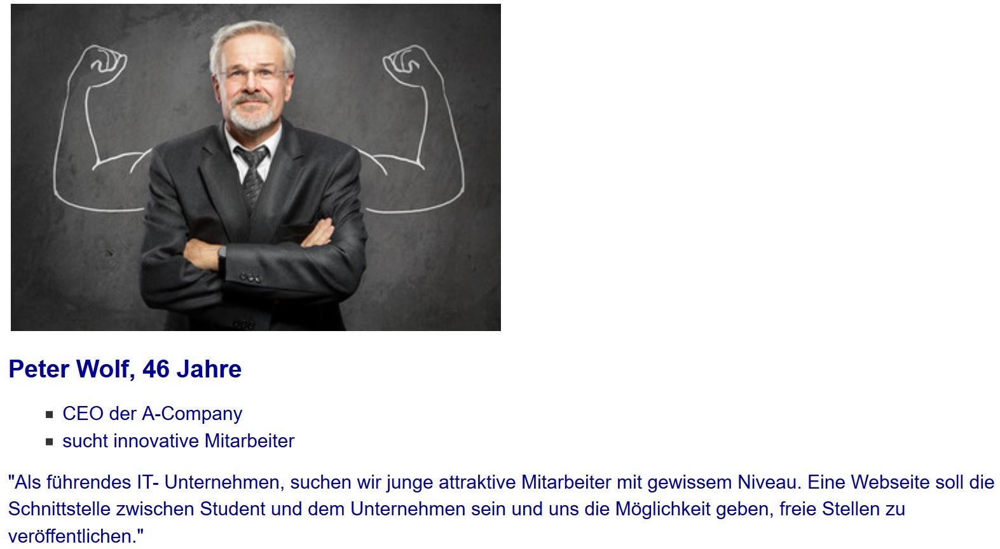 Peter Wolf, 46 Jahre
CEO der A-Company
sucht innovative Mitarbeiter
"Als führendes IT- Unternehmen, suchen wir junge attraktive Mitarbeiter mit gewissem Niveau. Eine Webseite soll die
Schnittstelle zwischen Student und dem Unternehmen sein und uns die Möglichkeit geben, freie Stellen zu
veröffentlichen."